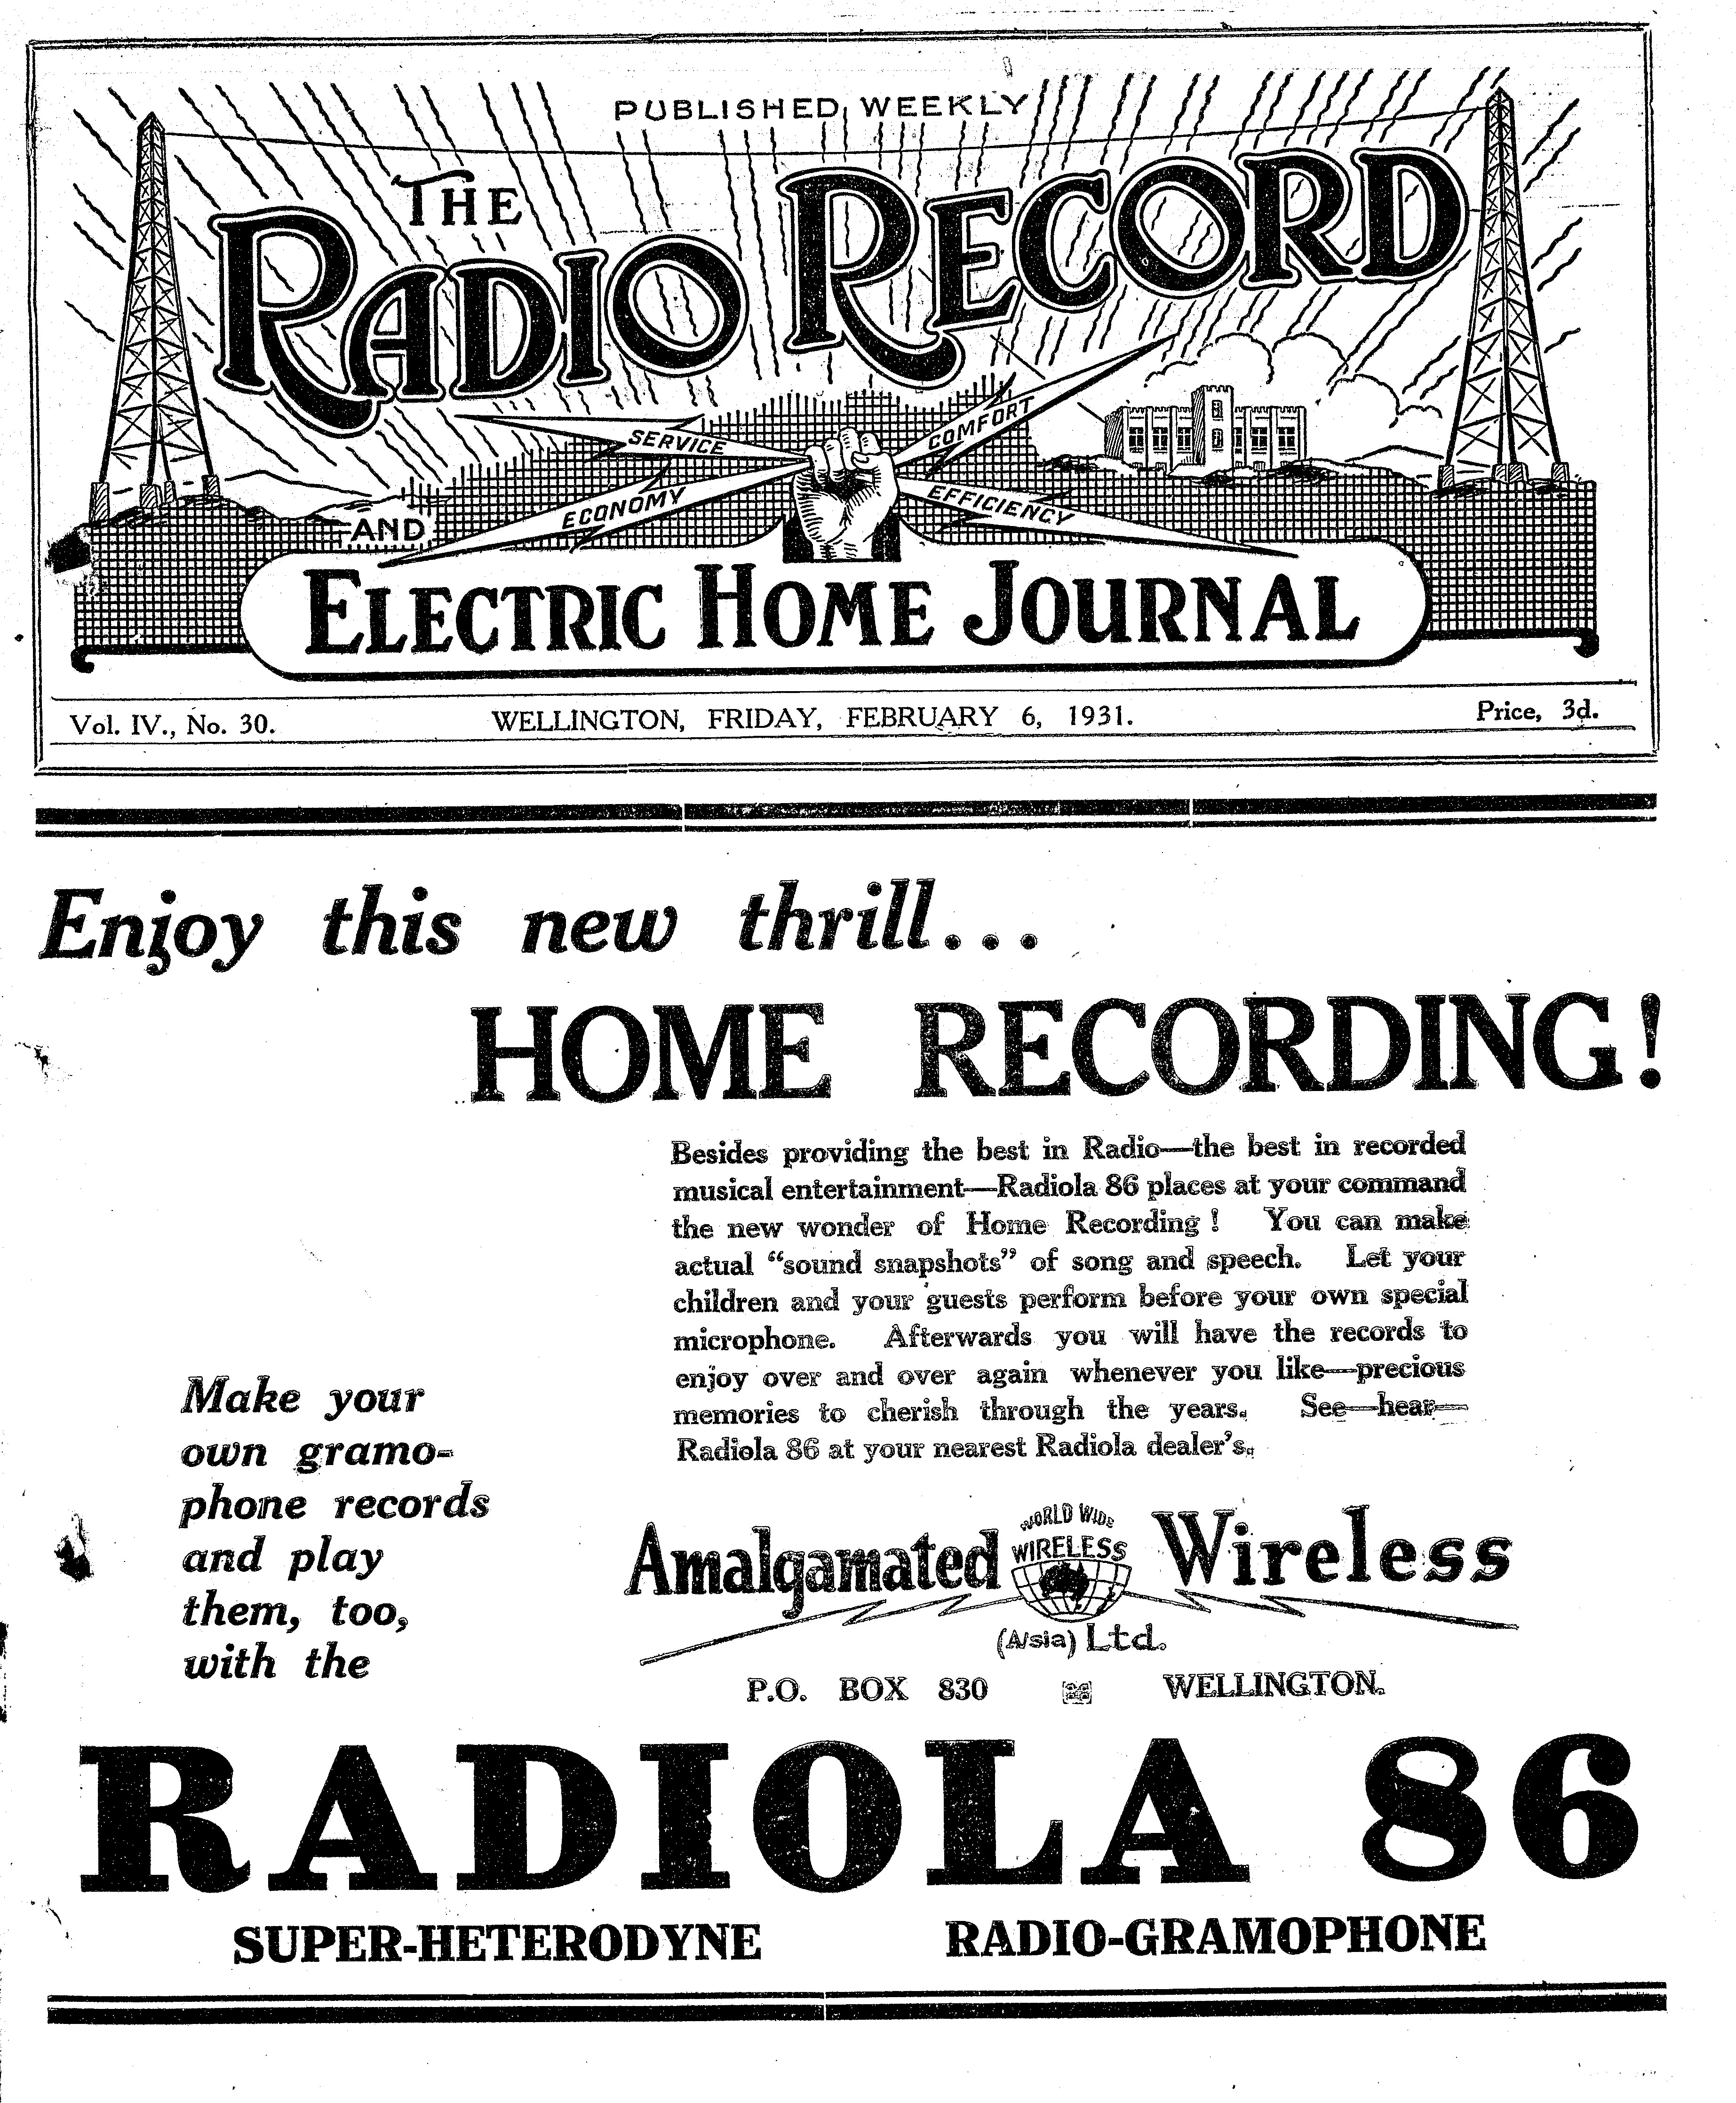 PUBLISHED WEEKLY
THE
RADIO RECORD
SERVICE
COMFORT
ECONOMY
EFFICIENCY
AND
ELECTRIC HOME JOURNAL
Vol. IV., No. 30. WELLINGTON, FRIDAY, FEBRUARY 6, 1931. Price, 3d.
Enjoy this new thrill...
HOME RECORDING!
Besides providing the best in Radio—the best in recorded
musical entertainment—Radiola 86 places at your command
the new wonder of Home Recording! You can make
actual “sound snapshots” of song and speech. Let your
children and your guests perform before your own special
microphone. Afterwards you will have the records to
enjoy over and over again whenever you like—precious
memories to cherish through the years. See—hear—
Radiola 86 at your nearest Radiola dealer's.
Make your
own gramo-
phone records
and play
them, too,
with the
WORLD WIDE
Amalgamated WIRELESS Wireless
(A/sia) Ltd.
P.O. BOX 830 WELLINGTON.
RADIOLA 86
SUPER-HETERODYNE RADIO-GRAMOPHONE